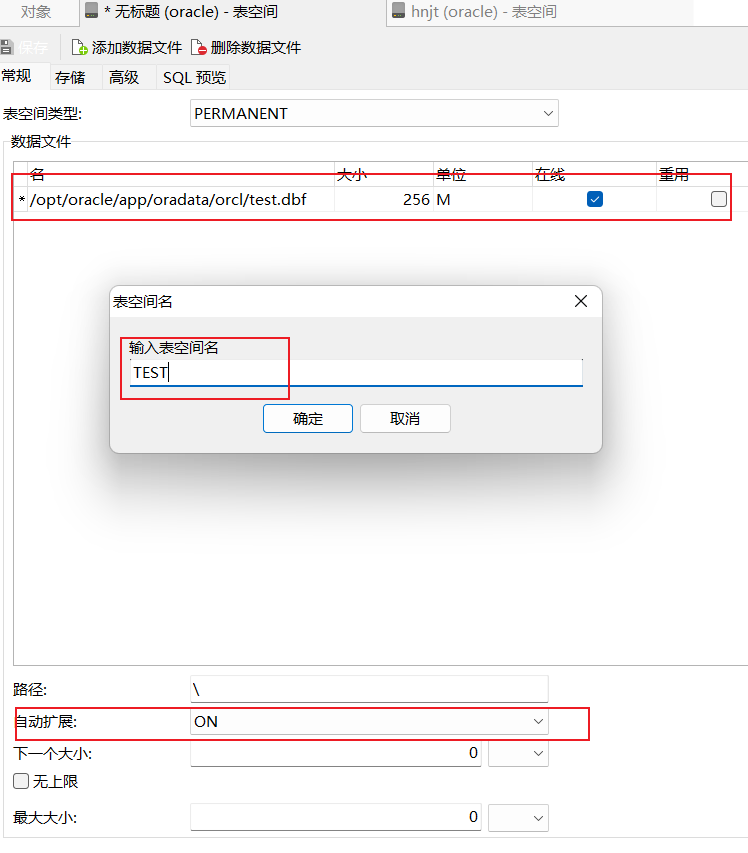 对象 * 无标题 (oracle) - 表空间 hnjt (oracle) - 表空间
保存 添加数据文件 删除数据文件
常规 存储 高级 SQL 预览
表空间类型: PERMANENT
数据文件
名 大小 单位 在线 重用
* /opt/oracle/app/oradata/orcl/test.dbf 256 M
表空间名
输入表空间名
TEST
确定 取消
路径: \
自动扩展: ON
下一个大小: 0
无上限
最大大小: 0